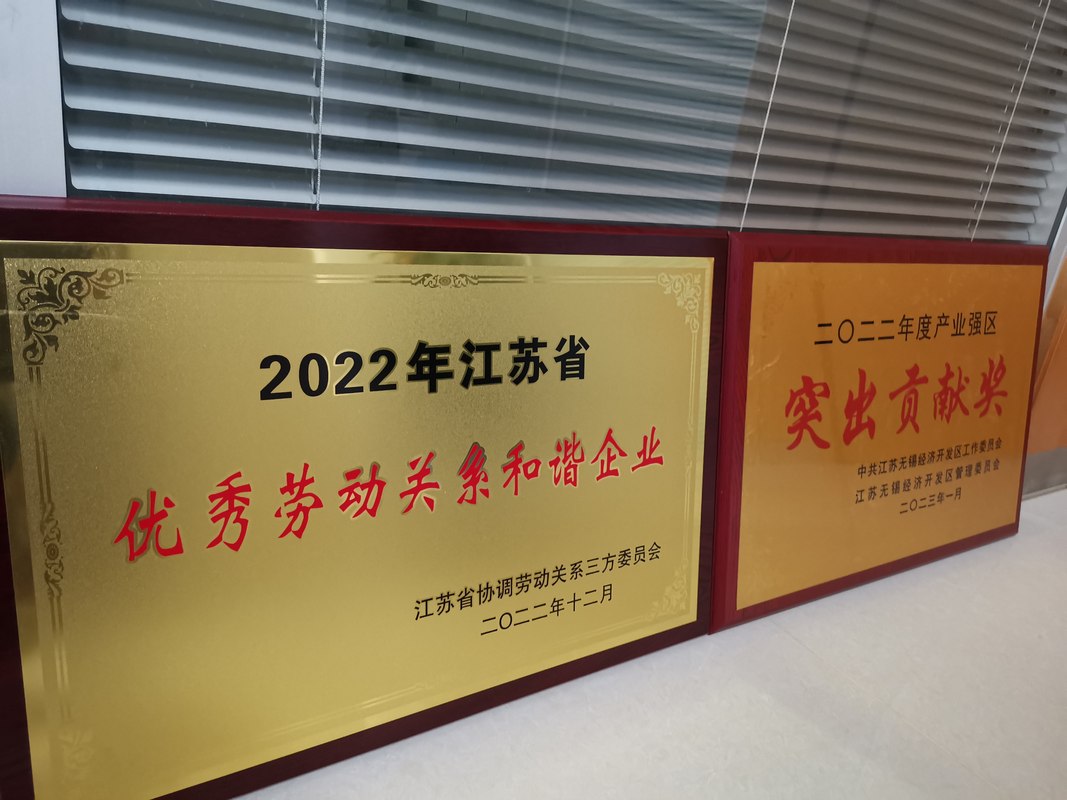 2022年江苏省
优秀劳动关系和谐企业
江苏省协调劳动关系三方委员会
二〇二二年十二月
二〇二二年度产业强区
突出贡献奖
中共江苏无锡经济开发区工作委员会
江苏无锡经济开发区管理委员会
二〇二三年一月